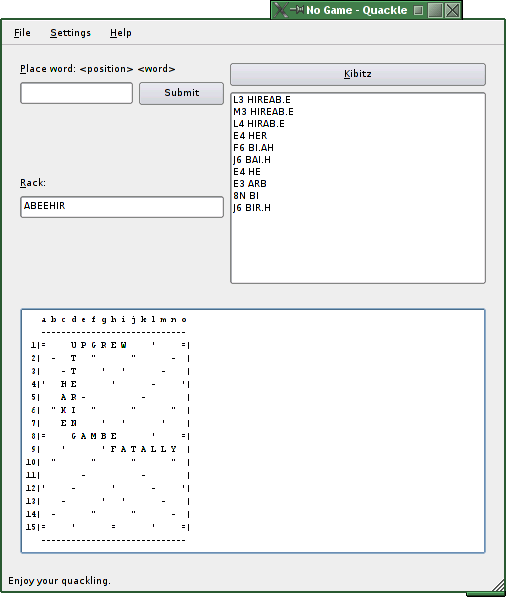 No Game - Quackle
File Settings Help
Place word: <position> <word>
Submit
Kibitz
L3 HIREAB.E
M3 HIRAB.E
L4 HIRAB.E
E4 HER
F6 BI.AH
J6 BAI.H
E4 HE
E3 ARB
8N BI
J6 BIR.H
Rack:
ABEEHIR
   a b c d e f g h i j k l m n o
   -----------------------------
 1|=     U P G R E W     '     =|
 2|  -   T   "       "       -  |
 3|    - T     '   '       -    |
 4|'   H E       '       -     '|
 5|    A R -           -        |
 6|  " K I   "       "       "  |
 7|    E N     '   '       '    |
 8|=     G A M B E       '     =|
 9|    '       ' F A T A L L Y  |
10|  "       "       "       "  |
11|        -           -        |
12|'     -       '       -     '|
13|    -       '   '       -    |
14|  -       "       "       -  |
15|=     '       =       '     =|
   -----------------------------
Enjoy your quackling.